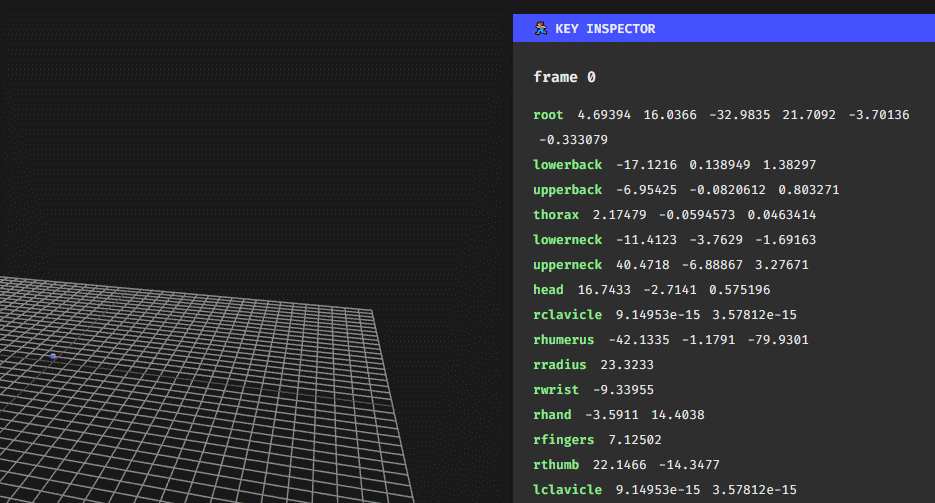 KEY INSPECTOR
frame 0
root 4.69394 16.0366 -32.9835 21.7092 -3.70136
-0.333079
lowerback -17.1216 0.138949 1.38297
upperback -6.95425 -0.0820612 0.803271
thorax 2.17479 -0.0594573 0.0463414
lowerneck -11.4123 -3.7629 -1.69163
upperneck 40.4718 -6.88867 3.27671
head 16.7433 -2.7141 0.575196
rclavicle 9.14953e-15 3.57812e-15
rhumerus -42.1335 -1.1791 -79.9301
rradius 23.3233
rwrist -9.33955
rhand -3.5911 14.4038
rfingers 7.12502
rthumb 22.1466 -14.3477
lclavicle 9.14953e-15 3.57812e-15